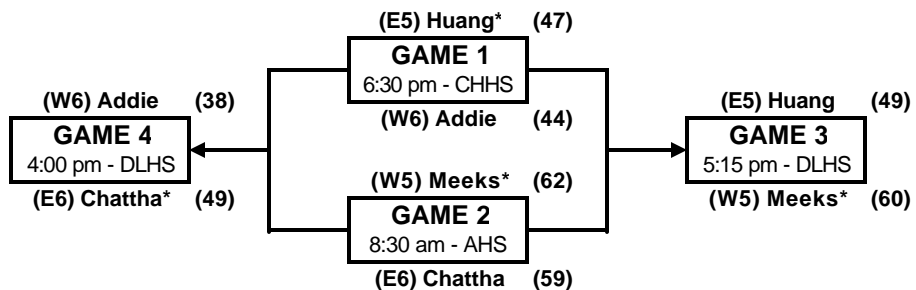 (E5) Huang* (47)
GAME 1
6:30 pm - CHHS
(W6) Addie (44)
(W6) Addie (38)
GAME 4
4:00 pm - DLHS
(E6) Chattha* (49)
(E5) Huang (49)
GAME 3
5:15 pm - DLHS
(W5) Meeks* (60)
(W5) Meeks* (62)
GAME 2
8:30 am - AHS
(E6) Chattha (59)